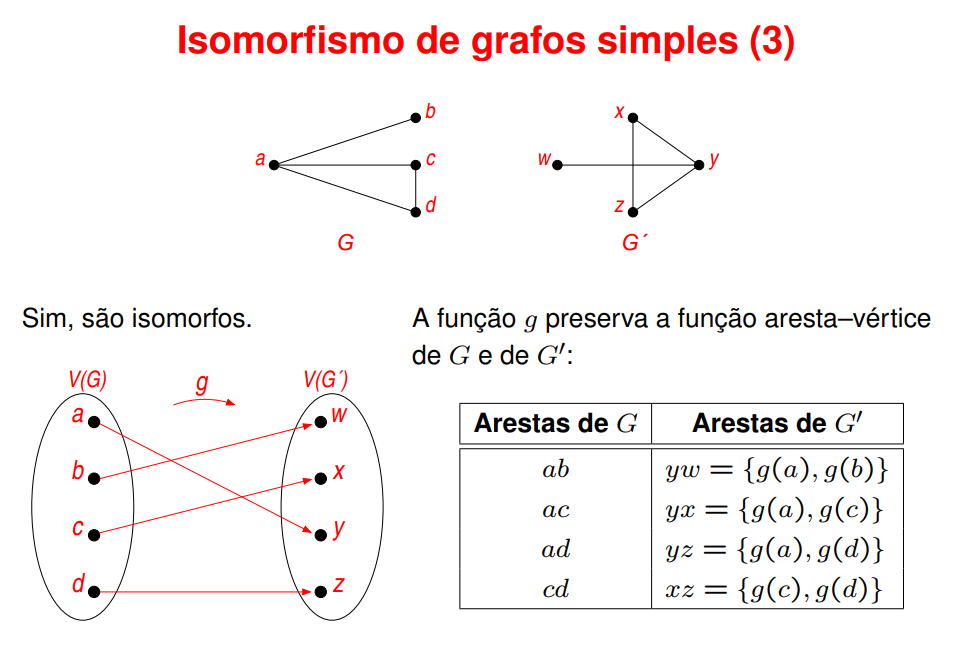 Isomorfismo de grafos simples (3)
b
x
a
c
w
y
d
z
G
G´
Sim, são isomorfos.
A função g preserva a função aresta–vértice
de G e de G′:
V(G)
g
V(G´)
a
w
b
x
c
y
d
z
Arestas de G Arestas de G′
ab yw = {g(a), g(b)}
ac yx = {g(a), g(c)}
ad yz = {g(a), g(d)}
cd xz = {g(c), g(d)}